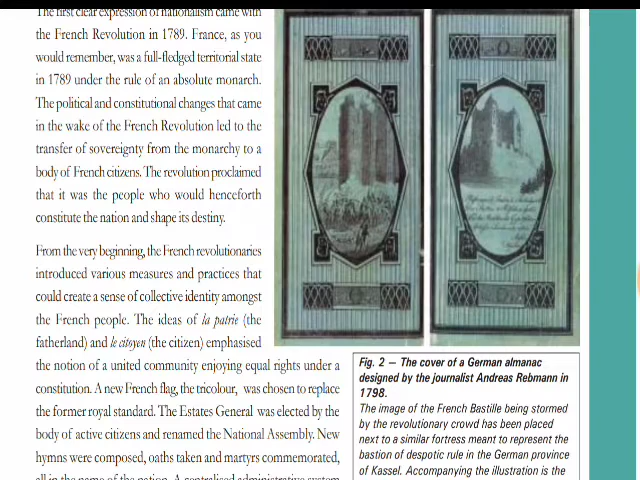 The first clear expression of nationalism came with
the French Revolution in 1789. France, as you
would remember, was a full-fledged territorial state
in 1789 under the rule of an absolute monarch.
The political and constitutional changes that came
in the wake of the French Revolution led to the
transfer of sovereignty from the monarchy to a
body of French citizens. The revolution proclaimed
that it was the people who would henceforth
constitute the nation and shape its destiny.
From the very beginning, the French revolutionaries
introduced various measures and practices that
could create a sense of collective identity amongst
the French people. The ideas of la patrie (the
fatherland) and le citoyen (the citizen) emphasised
the notion of a united community enjoying equal rights under a
constitution. A new French flag, the tricolour, was chosen to replace
the former royal standard. The Estates General was elected by the
body of active citizens and renamed the National Assembly. New
hymns were composed, oaths taken and martyrs commemorated,
all in the name of the nation. A centralised administrative system
Fig. 2 — The cover of a German almanac
designed by the journalist Andreas Rebmann in
1798.
The image of the French Bastille being stormed
by the revolutionary crowd has been placed
next to a similar fortress meant to represent the
bastion of despotic rule in the German province
of Kassel. Accompanying the illustration is the